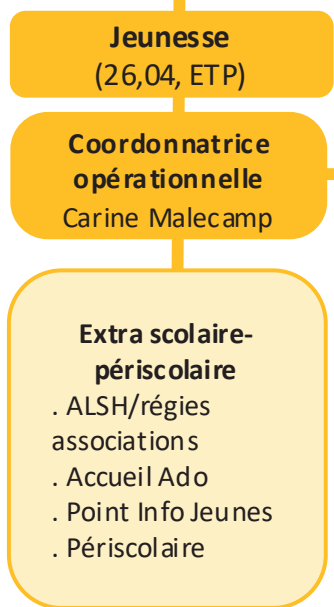 Jeunesse
(26,04, ETP)
Coordonnatrice
opérationnelle
Carine Malecamp
Extra scolaire-
périscolaire
. ALSH/régies
associations
. Accueil Ado
. Point Info Jeunes
. Périscolaire